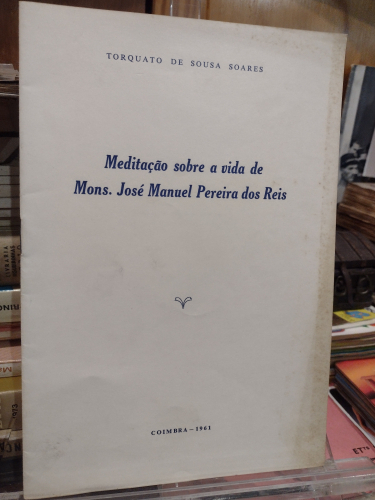 TORQUATO DE SOUSA SOARES
Meditação sobre a vida de
Mons. José Manuel Pereira dos Reis
COIMBRA — 1961